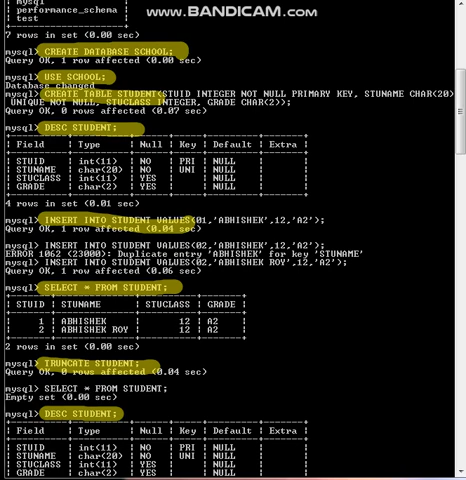 mysql
www.BANDICAM.com
| performance_schema |
| test |
+--------------------+
7 rows in set (0.00 sec)
mysql> CREATE DATABASE SCHOOL;
Query OK, 1 row affected (0.00 sec)
mysql> USE SCHOOL;
Database changed
mysql> CREATE TABLE STUDENT(STUID INTEGER NOT NULL PRIMARY KEY, STUNAME CHAR(20)
UNIQUE NOT NULL, STUCLASS INTEGER, GRADE CHAR(2));
Query OK, 0 rows affected (0.07 sec)
mysql> DESC STUDENT;
+----------+----------+------+-----+---------+-------+
| Field | Type | Null | Key | Default | Extra |
+----------+----------+------+-----+---------+-------+
| STUID | int(11) | NO | PRI | NULL | |
| STUNAME | char(20) | NO | UNI | NULL | |
| STUCLASS | int(11) | YES | | NULL | |
| GRADE | char(2) | YES | | NULL | |
+----------+----------+------+-----+---------+-------+
4 rows in set (0.01 sec)
mysql> INSERT INTO STUDENT VALUES(01,'ABHISHEK',12,'A2');
Query OK, 1 row affected (0.04 sec)
mysql> INSERT INTO STUDENT VALUES(02,'ABHISHEK',12,'A2');
ERROR 1062 (23000): Duplicate entry 'ABHISHEK' for key 'STUNAME'
mysql> INSERT INTO STUDENT VALUES(02,'ABHISHEK ROY',12,'A2');
Query OK, 1 row affected (0.06 sec)
mysql> SELECT * FROM STUDENT;
+-------+--------------+----------+-------+
| STUID | STUNAME | STUCLASS | GRADE |
+-------+--------------+----------+-------+
| 1 | ABHISHEK | 12 | A2 |
| 2 | ABHISHEK ROY | 12 | A2 |
+-------+--------------+----------+-------+
2 rows in set (0.00 sec)
mysql> TRUNCATE STUDENT;
Query OK, 0 rows affected (0.04 sec)
mysql> SELECT * FROM STUDENT;
Empty set (0.00 sec)
mysql> DESC STUDENT;
+----------+----------+------+-----+---------+-------+
| Field | Type | Null | Key | Default | Extra |
+----------+----------+------+-----+---------+-------+
| STUID | int(11) | NO | PRI | NULL | |
| STUNAME | char(20) | NO | UNI | NULL | |
| STUCLASS | int(11) | YES | | NULL | |
| GRADE | char(2) | YES | | NULL | |